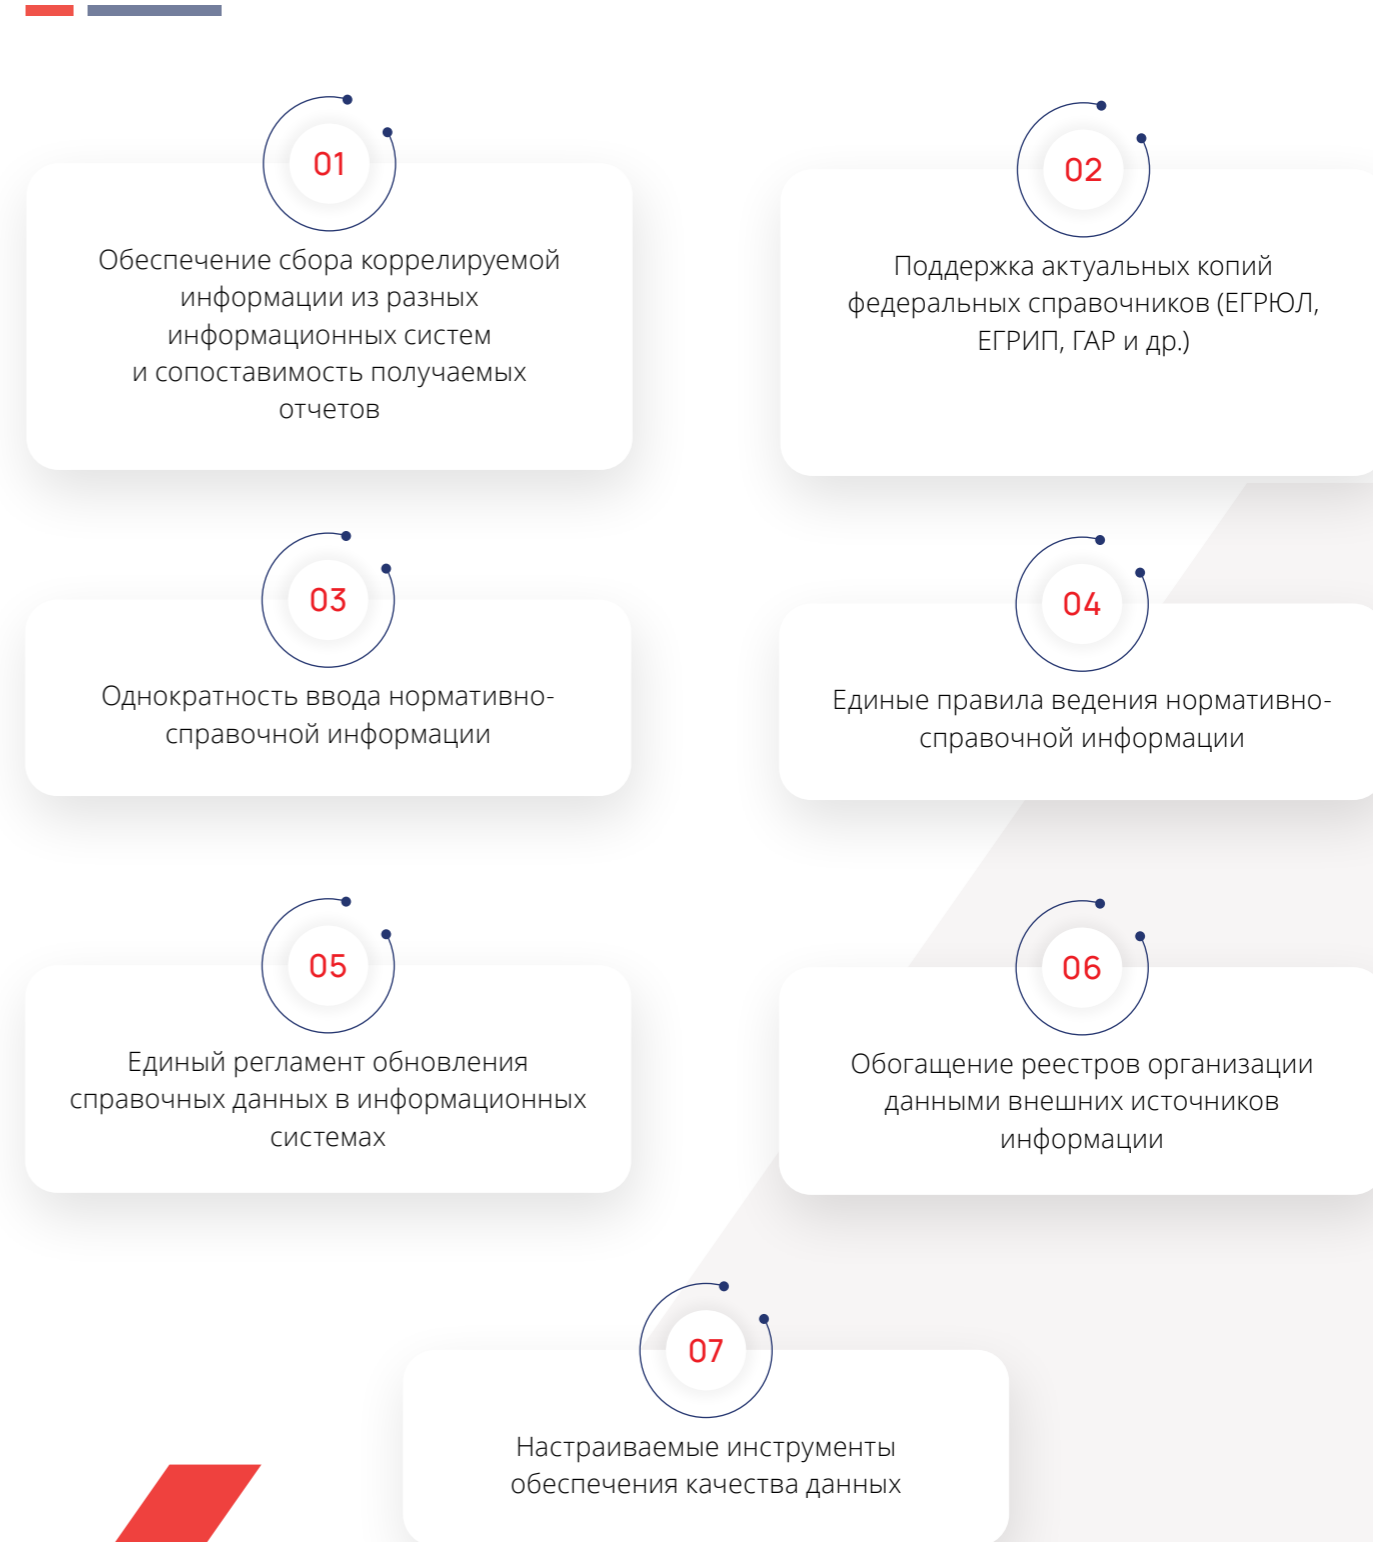 01
Обеспечение сбора коррелируемой
информации из разных
информационных систем
и сопоставимость получаемых
отчетов
02
Поддержка актуальных копий
федеральных справочников (ЕГРЮЛ,
ЕГРИП, ГАР и др.)
03
Однократность ввода нормативно-
справочной информации
04
Единые правила ведения нормативно-
справочной информации
05
Единый регламент обновления
справочных данных в информационных
системах
06
Обогащение реестров организации
данными внешних источников
информации
07
Настраиваемые инструменты
обеспечения качества данных